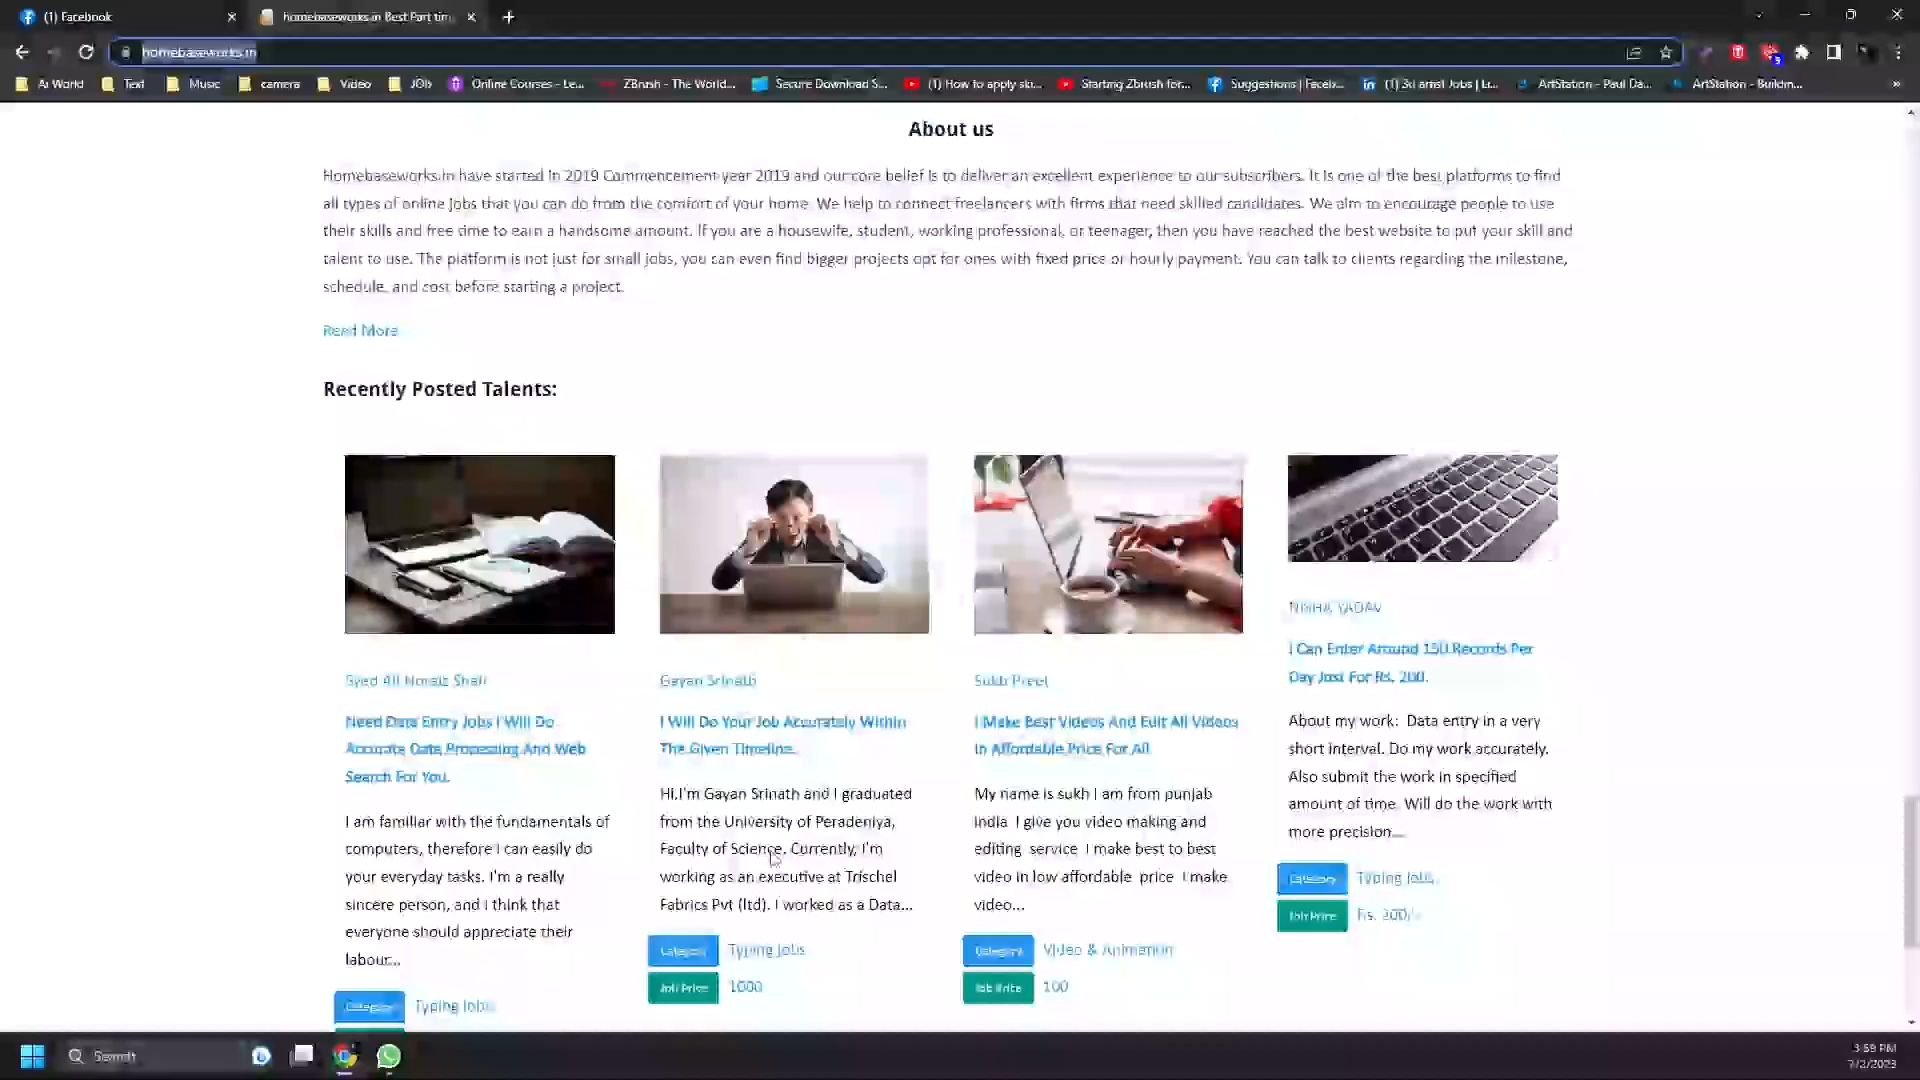 (1) Facebook
homebaseworks.in Best Part tim
homebaseworks.in
Ai World
Text
Music
camera
Video
JOb
Online Courses - Le...
ZBrush - The World...
Secure Download S...
(1) How to apply ski...
Starting Zbrush for...
Suggestions | Faceb...
(1) 3d artist Jobs | Li...
ArtStation - Paul Da...
ArtStation - Buildin...
»
About us
Homebaseworks.in have started in 2019 Commencement year 2019 and our core belief is to deliver an excellent experience to our subscribers. It is one of the best platforms to find
all types of online jobs that you can do from the comfort of your home. We help to connect freelancers with firms that need skilled candidates. We aim to encourage people to use
their skills and free time to earn a handsome amount. If you are a housewife, student, working professional, or teenager, then you have reached the best website to put your skill and
talent to use. The platform is not just for small jobs, you can even find bigger projects opt for ones with fixed price or hourly payment. You can talk to clients regarding the milestone,
schedule, and cost before starting a project.
Read More
Recently Posted Talents:
Syed Ali Shah
Need Data Entry Jobs I Will Do
Accurate Data Processing And Web
Search For You.
I am familiar with the fundamentals of
computers, therefore I can easily do
your everyday tasks. I'm a really
sincere person, and I think that
everyone should appreciate their
labour...
Category
Typing Jobs
Gayan Srinath
I Will Do Your Job Accurately Within
The Given Timeline.
Hi,I'm Gayan Srinath and I graduated
from the University of Peradeniya,
Faculty of Science. Currently, I'm
working as an executive at Trischel
Fabrics Pvt (ltd). I worked as a Data...
Category
Typing Jobs
Job Price
1000
Sukh Preet
I Make Best Videos And Edit All Videos
In Affordable Price For All
My name is sukh I am from punjab
india I give you video making and
editing service I make best to best
video in low affordable price I make
video...
Category
Video & Animation
Job Price
100
NISHA YADAV
I Can Enter Around 150 Records Per
Day Just For Rs. 200.
About my work: Data entry in a very
short interval. Do my work accurately.
Also submit the work in specified
amount of time. Will do the work with
more precision...
Category
Typing Jobs
Job Price
Rs. 200/-
Search
3:59 PM
7/2/2023